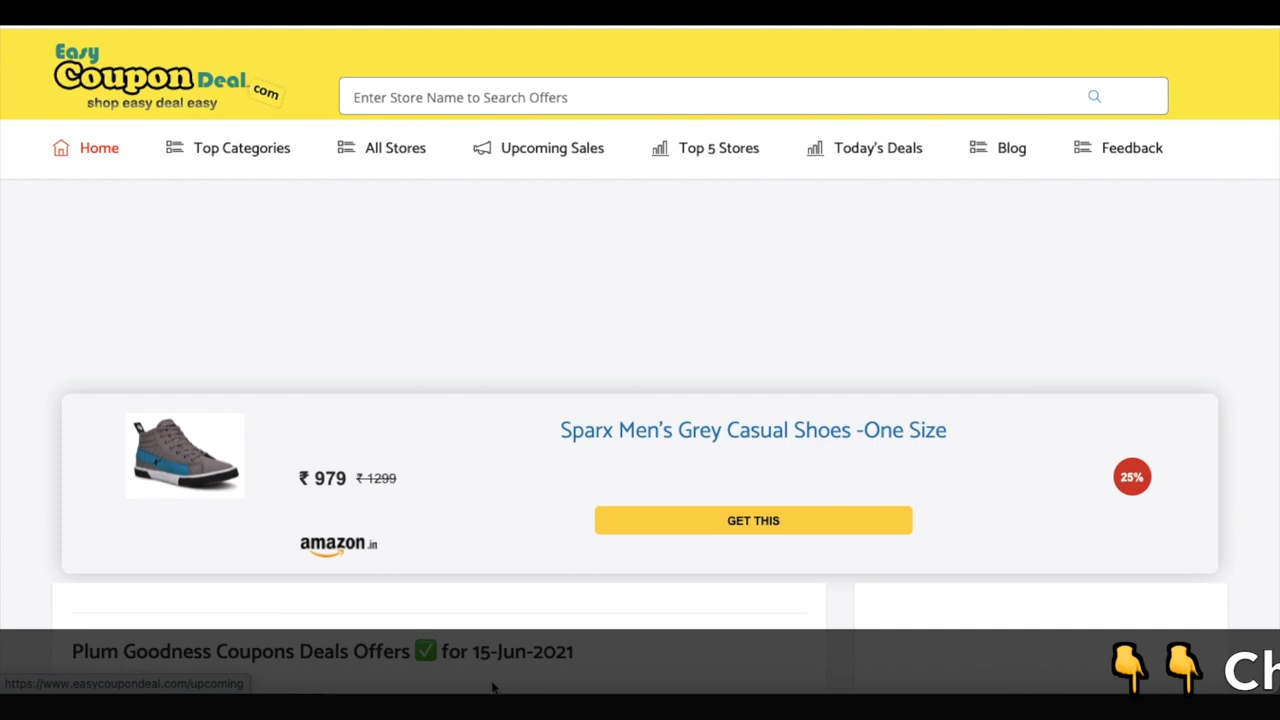 Easy
Coupon Deal.com
shop easy deal easy
Enter Store Name to Search Offers
Home
Top Categories
All Stores
Upcoming Sales
Top 5 Stores
Today's Deals
Blog
Feedback
Sparx Men's Grey Casual Shoes -One Size
₹ 979 ₹ 1299
25%
GET THIS
amazon.in
Plum Goodness Coupons Deals Offers ✅ for 15-Jun-2021
👇 👇 Ch
https://www.easycoupondeal.com/upcoming